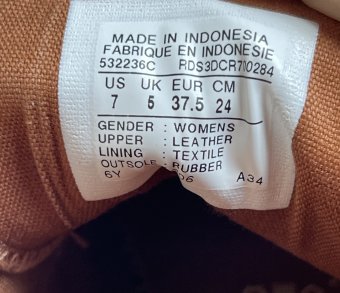 MADE IN INDONESIA
FABRIQUE EN INDONESIE
532236C RDS3DCR700284
US UK EUR CM
7 5 37.5 24
GENDER : WOMENS
UPPER : LEATHER
LINING : TEXTILE
OUTSOLE : RUBBER
6Y A34